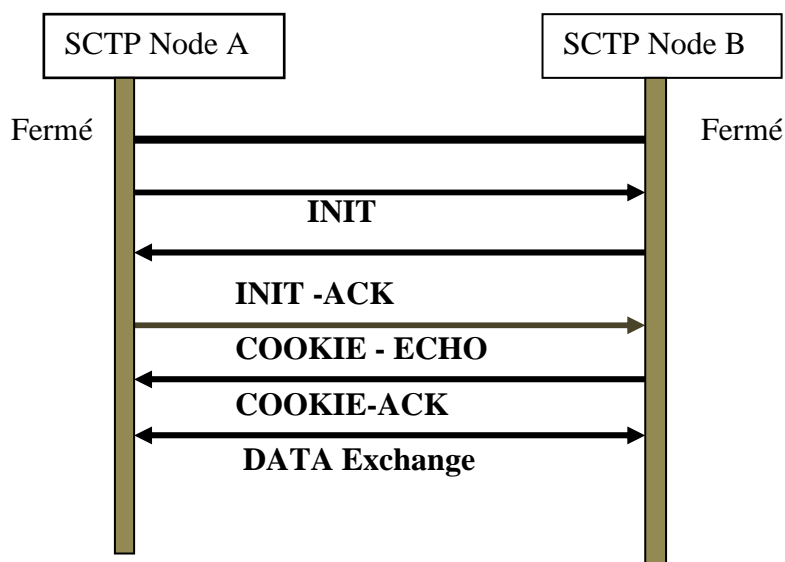 SCTP Node A
SCTP Node B
Fermé
Fermé
INIT
INIT -ACK
COOKIE - ECHO
COOKIE-ACK
DATA Exchange